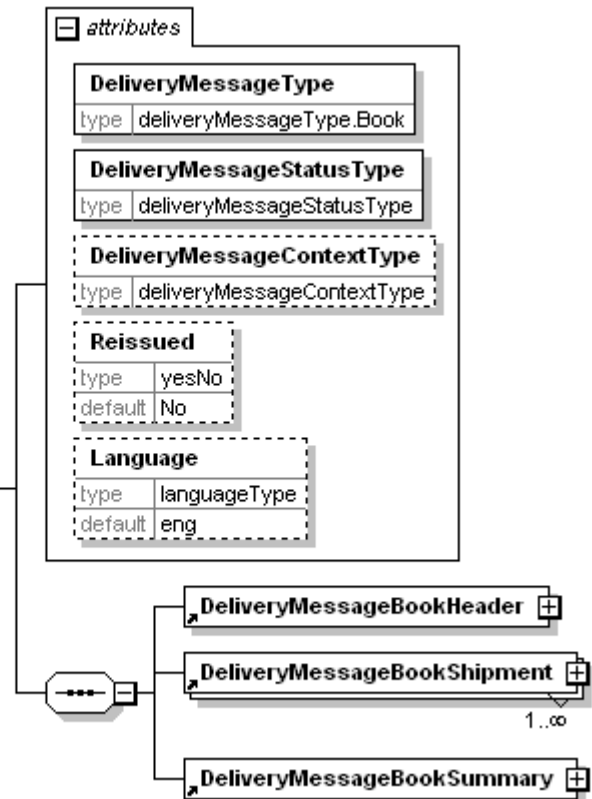 attributes
DeliveryMessageType
type deliveryMessageType.Book
DeliveryMessageStatusType
type deliveryMessageStatusType
DeliveryMessageContextType
type deliveryMessageContextType
Reissued
type yesNo
default No
Language
type languageType
default eng
DeliveryMessageBookHeader
DeliveryMessageBookShipment
1..∞
DeliveryMessageBookSummary